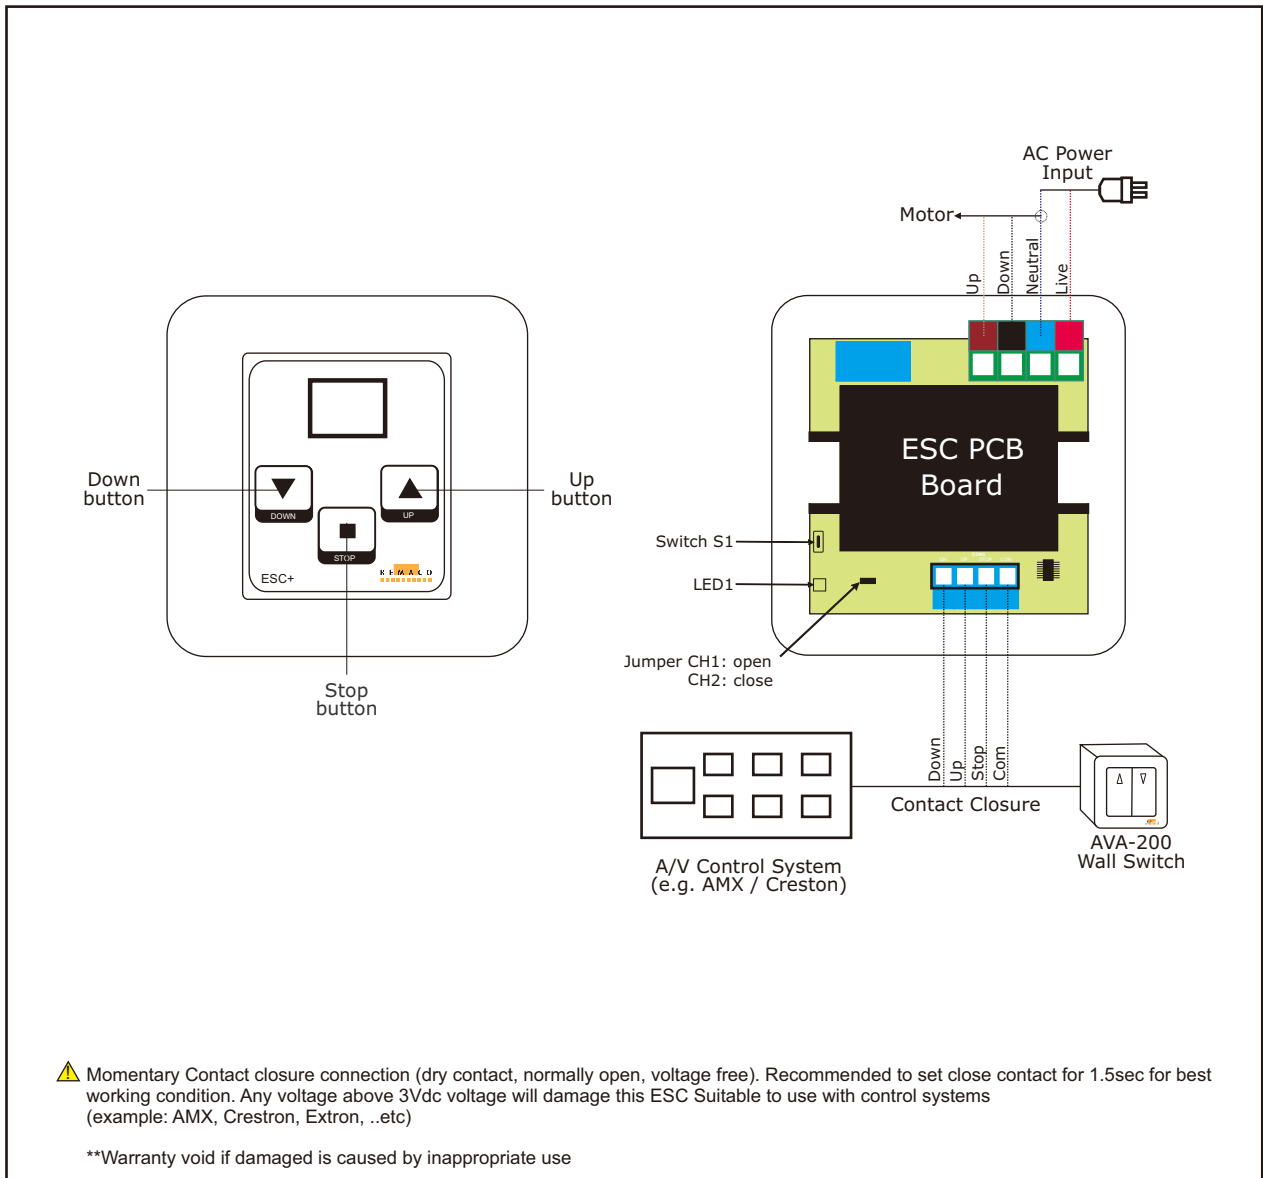 AC Power
Input
Motor
Up
Down
Neutral
Live
ESC PCB
Board
Down
button
Up
button
DOWN
UP
STOP
ESC+
REMACO
Stop
button
Switch S1
LED1
Jumper CH1: open
CH2: close
Down
Up
Stop
Com
Contact Closure
A/V Control System
(e.g. AMX / Creston)
AVA-200
Wall Switch
Momentary Contact closure connection (dry contact, normally open, voltage free). Recommended to set close contact for 1.5sec for best
working condition. Any voltage above 3Vdc voltage will damage this ESC Suitable to use with control systems
(example: AMX, Crestron, Extron, ..etc)
**Warranty void if damaged is caused by inappropriate use